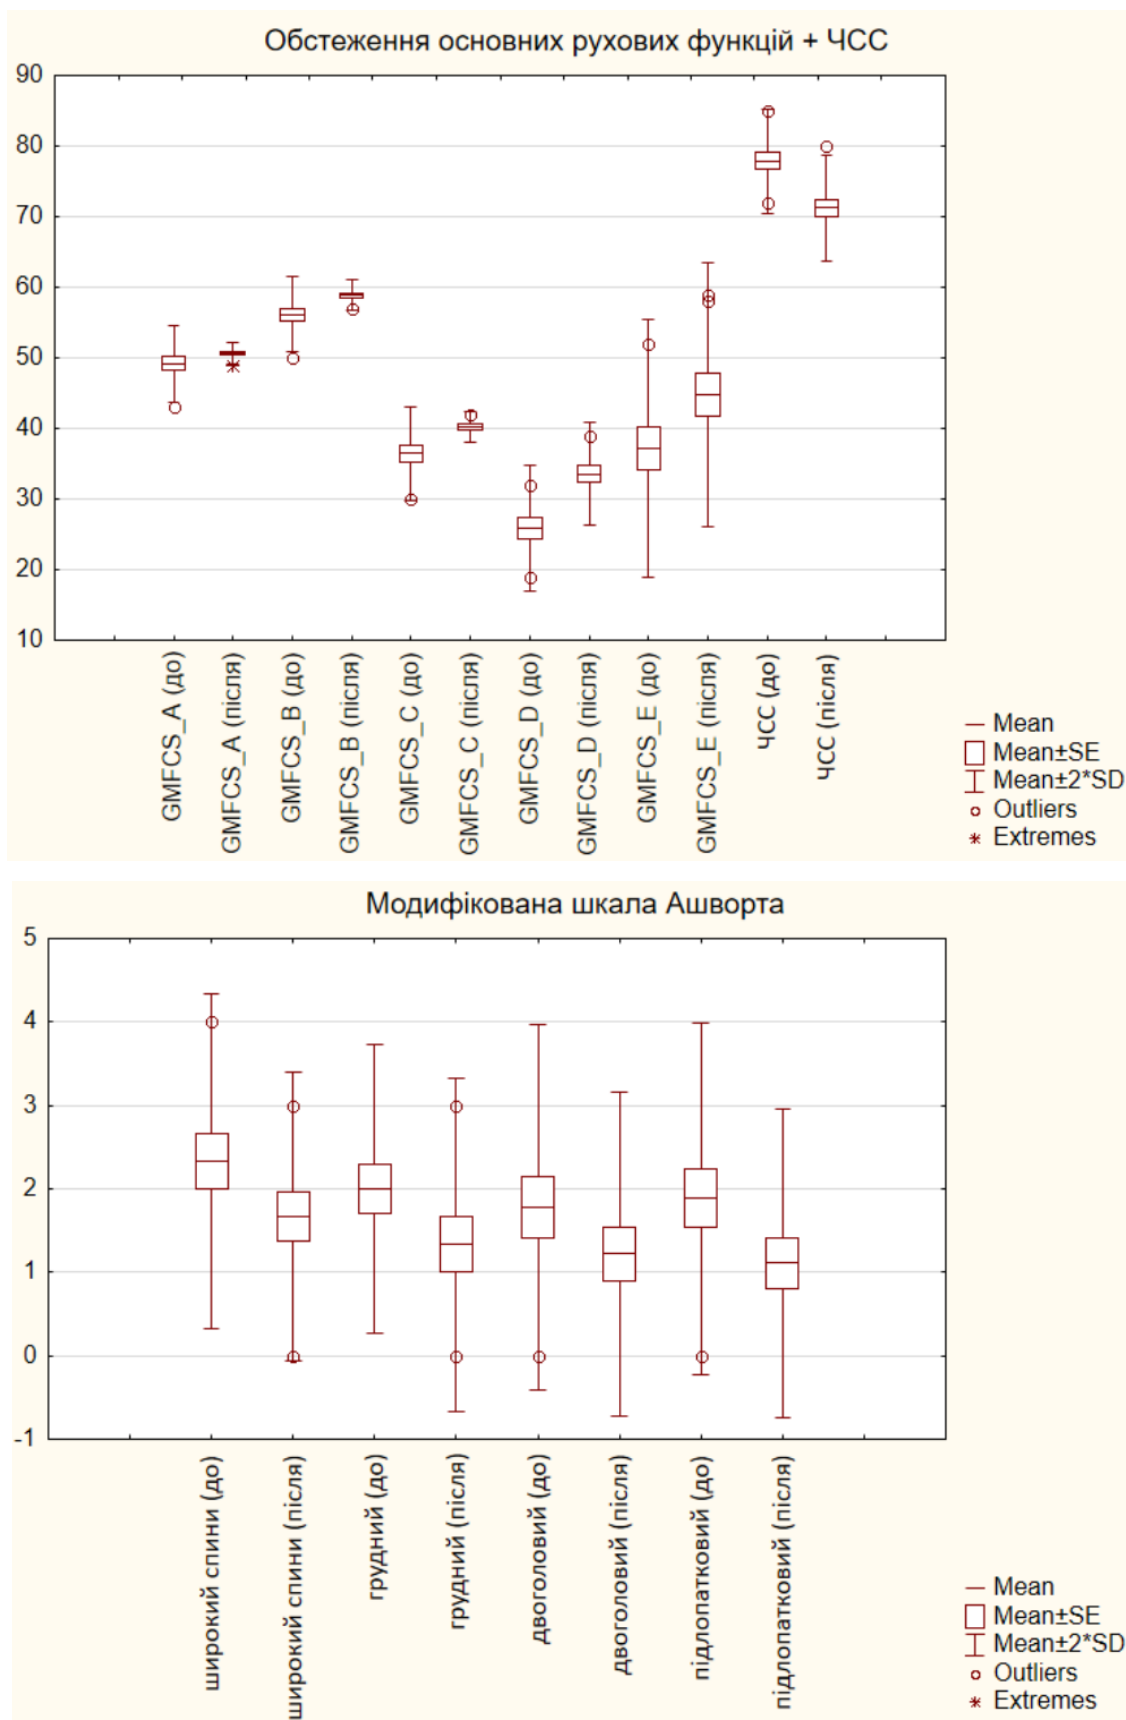 Обстеження основних рухових функцій + ЧСС
90
80
70
60
50
40
30
20
10
GMFCS_A (до)
GMFCS_A (після)
GMFCS_B (до)
GMFCS_B (після)
GMFCS_C (до)
GMFCS_C (після)
GMFCS_D (до)
GMFCS_D (після)
GMFCS_E (до)
GMFCS_E (після)
ЧСС (до)
ЧСС (після)
Mean
Mean±SE
Mean±2*SD
Outliers
Extremes
Модифікована шкала Ашворта
5
4
3
2
1
0
-1
широкий спини (до)
широкий спини (після)
грудний (до)
грудний (після)
двоголовий (до)
двоголовий (після)
підлопатковий (до)
підлопатковий (після)
Mean
Mean±SE
Mean±2*SD
Outliers
Extremes